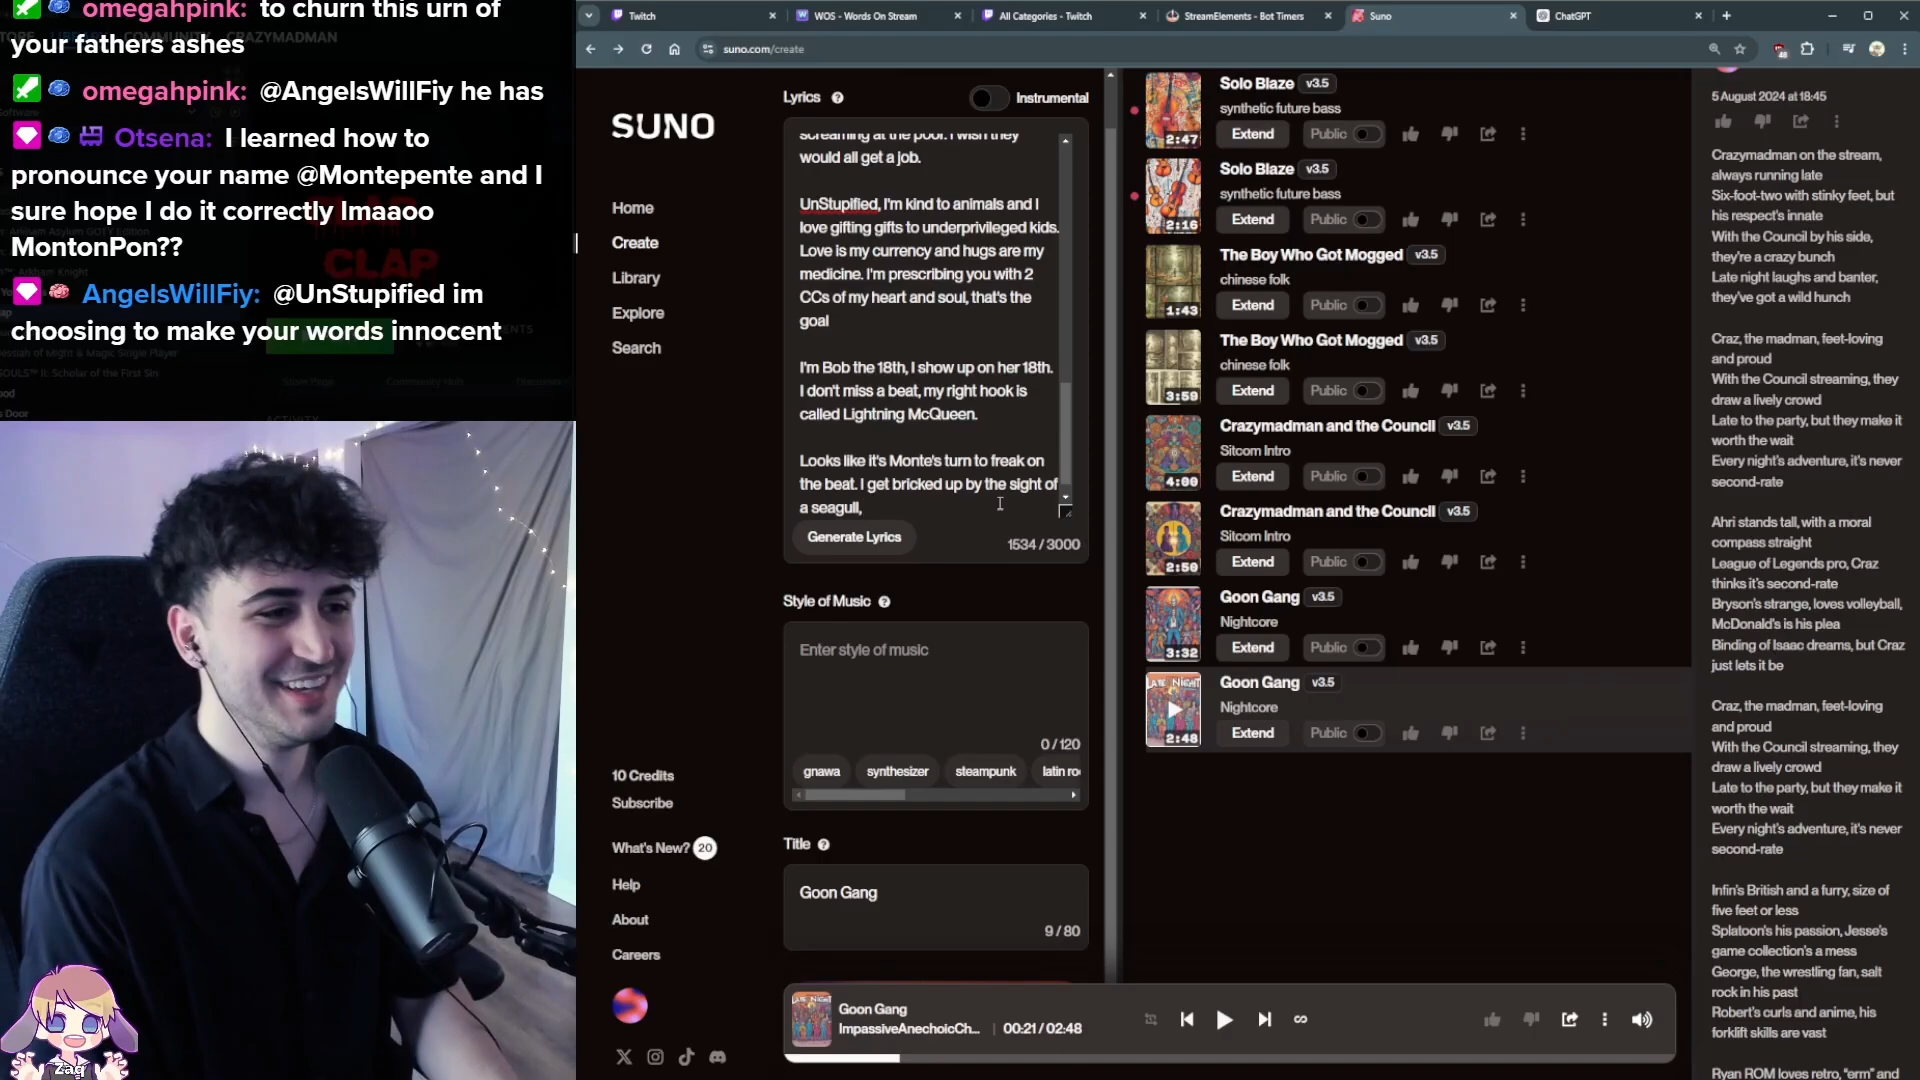 to churn this urn of
your fathers ashes
omegahpink: @AngelsWillFiy he has
Otsena: I learned how to
pronounce your name @Montepente and I
sure hope I do it correctly lmaaoo
MontonPon??
AngelsWillFiy: @UnStupified im
choosing to make your words innocent
CLAP
Zaq
Twitch
WOS - Words On Stream
All Categories - Twitch
StreamElements - Bot Timers
Suno
ChatGPT
suno.com/create
SUNO
Home
Create
Library
Explore
Search
10 Credits
Subscribe
What's New? 20
Help
About
Careers
Lyrics
Instrumental
screaming at the poor. I wish they
would all get a job.
UnStupified, I'm kind to animals and I
love gifting gifts to underprivileged kids.
Love is my currency and hugs are my
medicine. I'm prescribing you with 2
CCs of my heart and soul, that's the
goal
I'm Bob the 18th, I show up on her 18th.
I don't miss a beat, my right hook is
called Lightning McQueen.
Looks like it's Monte's turn to freak on
the beat. I get bricked up by the sight of
a seagull,
Generate Lyrics
1534 / 3000
Style of Music
Enter style of music
0 / 120
gnawa synthesizer steampunk latin ro
Title
Goon Gang
9 / 80
Solo Blaze v3.5
synthetic future bass
2:47 Extend Public
Solo Blaze v3.5
synthetic future bass
2:16 Extend Public
The Boy Who Got Mogged v3.5
chinese folk
1:43 Extend Public
The Boy Who Got Mogged v3.5
chinese folk
3:59 Extend Public
Crazymadman and the Council v3.5
Sitcom Intro
4:00 Extend Public
Crazymadman and the Council v3.5
Sitcom Intro
2:50 Extend Public
Goon Gang v3.5
Nightcore
3:32 Extend Public
Goon Gang v3.5
Nightcore
LATE NIGHT
2:48 Extend Public
Goon Gang
ImpassiveAnechoicCh...
00:21 / 02:48
5 August 2024 at 18:45
Crazymadman on the stream,
always running late
Six-foot-two with stinky feet, but
his respect's innate
With the Council by his side,
they're a crazy bunch
Late night laughs and banter,
they've got a wild hunch
Craz, the madman, feet-loving
and proud
With the Council streaming, they
draw a lively crowd
Late to the party, but they make it
worth the wait
Every night's adventure, it's never
second-rate
Ahri stands tall, with a moral
compass straight
League of Legends pro, Craz
thinks it's second-rate
Bryson's strange, loves volleyball,
McDonald's is his plea
Binding of Isaac dreams, but Craz
just lets it be
Craz, the madman, feet-loving
and proud
With the Council streaming, they
draw a lively crowd
Late to the party, but they make it
worth the wait
Every night's adventure, it's never
second-rate
Infin's British and a furry, size of
five feet or less
Splatoon's his passion, Jesse's
game collection's a mess
George, the wrestling fan, salt
rock in his past
Robert's curls and anime, his
forklift skills are vast
Ryan ROM loves retro, "erm" and